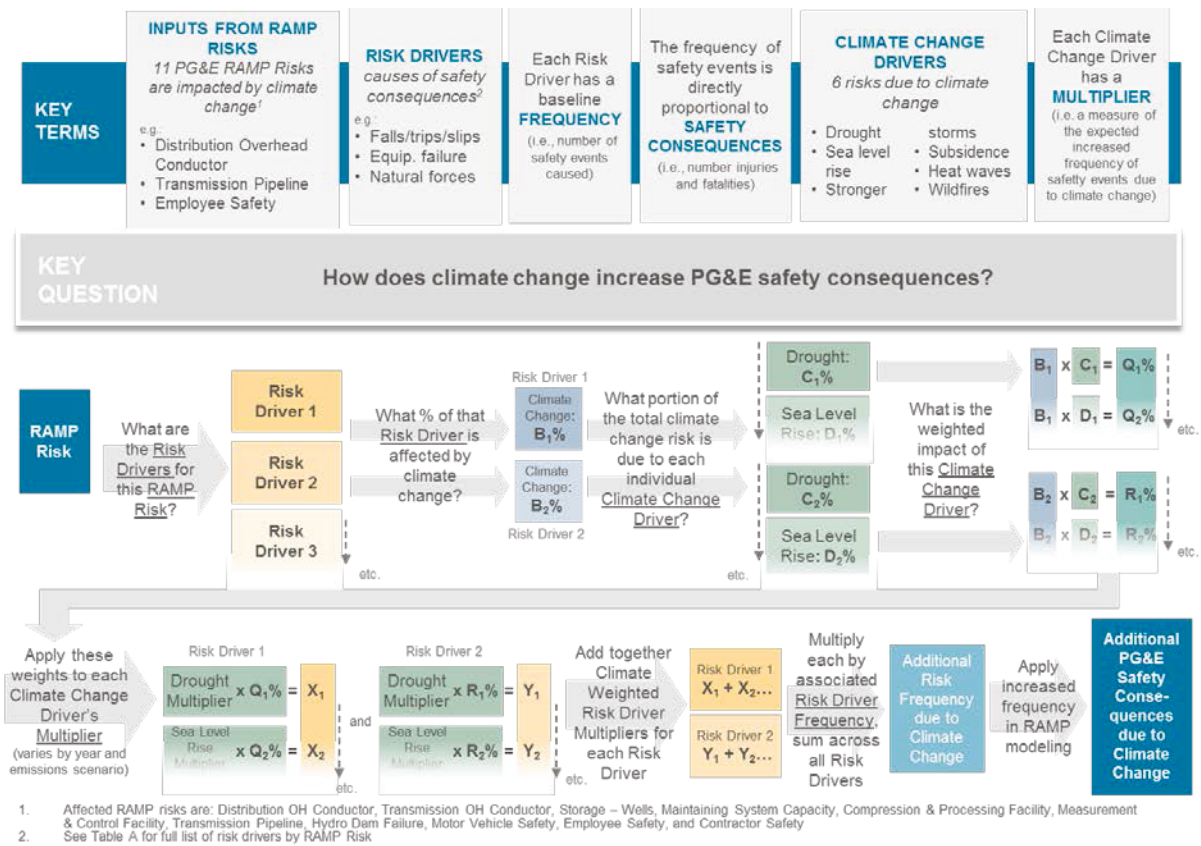 KEY
TERMS
INPUTS FROM RAMP
RISKS
11 PG&E RAMP Risks
are impacted by climate
change1
e.g.:
• Distribution Overhead
Conductor
• Transmission Pipeline
• Employee Safety
RISK DRIVERS
causes of safety
consequences2
e.g.:
• Falls/trips/slips
• Equip. failure
• Natural forces
Each Risk
Driver has a
baseline
FREQUENCY
(i.e., number of
safety events
caused)
The frequency of
safety events is
directly
proportional to
SAFETY
CONSEQUENCES
(i.e., number injuries
and fatalities)
CLIMATE CHANGE
DRIVERS
6 risks due to climate
change
• Drought
• Sea level
rise
• Stronger
storms
• Subsidence
• Heat waves
• Wildfires
Each Climate
Change Driver
has a
MULTIPLIER
(i.e. a measure of
the expected
increased
frequency of
safetty events due
to climate change)
KEY
QUESTION
How does climate change increase PG&E safety consequences?
RAMP
Risk
What are
the Risk
Drivers for
this RAMP
Risk?
Risk
Driver 1
Risk
Driver 2
Risk
Driver 3
etc.
What % of that
Risk Driver is
affected by
climate
change?
Risk Driver 1
Climate
Change:
B1%
Climate
Change:
B2%
Risk Driver 2
What portion of
the total climate
change risk is
due to each
individual
Climate Change
Driver?
Drought:
C1%
Sea Level
Rise: D1%
Drought:
C2%
Sea Level
Rise: D2%
etc.
What is the
weighted
impact of
this Climate
Change
Driver?
B1 x C1 = Q1%
B1 x D1 = Q2%
etc.
B2 x C2 = R1%
B2 x D2 = R2%
etc.
Apply these
weights to each
Climate Change
Driver's
Multiplier
(varies by year and
emissions scenario)
Risk Driver 1
Drought
Multiplier x Q1% = X1
Sea Level
Rise
Multiplier x Q2% = X2
etc.
and
Risk Driver 2
Drought
Multiplier x R1% = Y1
Sea Level
Rise
Multiplier x R2% = Y2
etc.
Add together
Climate
Weighted
Risk Driver
Multipliers for
each Risk
Driver
Risk Driver 1
X1 + X2...
Risk Driver 2
Y1 + Y2...
Multiply
each by
associated
Risk Driver
Frequency,
sum across
all Risk
Drivers
Additional
Risk
Frequency
due to
Climate
Change
Apply
increased
frequency
in RAMP
modeling
Additional
PG&E
Safety
Conse-
quences
due to
Climate
Change
1. Affected RAMP risks are: Distribution OH Conductor, Transmission OH Conductor, Storage – Wells, Maintaining System Capacity, Compression & Processing Facility, Measurement
& Control Facility, Transmission Pipeline, Hydro Dam Failure, Motor Vehicle Safety, Employee Safety, and Contractor Safety
2. See Table A for full list of risk drivers by RAMP Risk